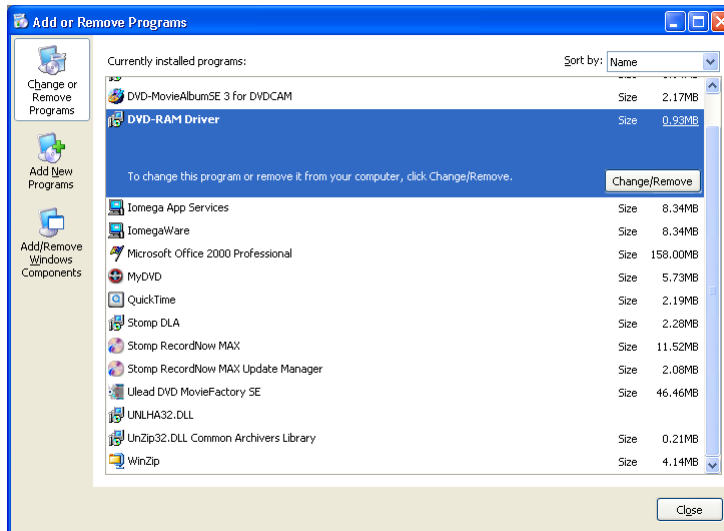 Add or Remove Programs
Change or
Remove
Programs
Add New
Programs
Add/Remove
Windows
Components
Currently installed programs:
Sort by: Name
DVD-MovieAlbumSE 3 for DVDCAM Size 2.17MB
DVD-RAM Driver Size 0.93MB
To change this program or remove it from your computer, click Change/Remove. Change/Remove
Iomega App Services Size 8.34MB
IomegaWare Size 8.34MB
Microsoft Office 2000 Professional Size 158.00MB
MyDVD Size 5.73MB
QuickTime Size 2.19MB
Stomp DLA Size 2.28MB
Stomp RecordNow MAX Size 11.52MB
Stomp RecordNow MAX Update Manager Size 2.08MB
Ulead DVD MovieFactory SE Size 46.46MB
UNLHA32.DLL
UnZip32.DLL Common Archivers Library Size 0.21MB
WinZip Size 4.14MB
Close